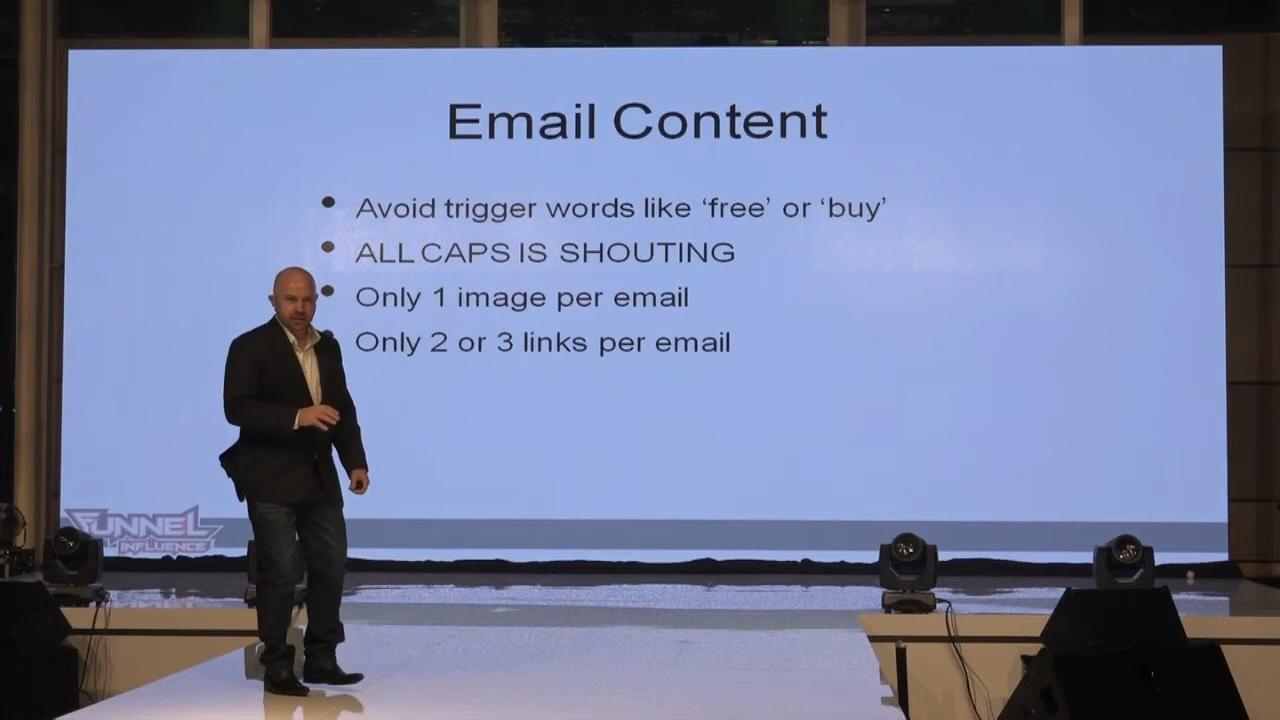 Email Content
• Avoid trigger words like ‘free’ or ‘buy’
• ALL CAPS IS SHOUTING
• Only 1 image per email
• Only 2 or 3 links per email
FUNNEL
INFLUENCE